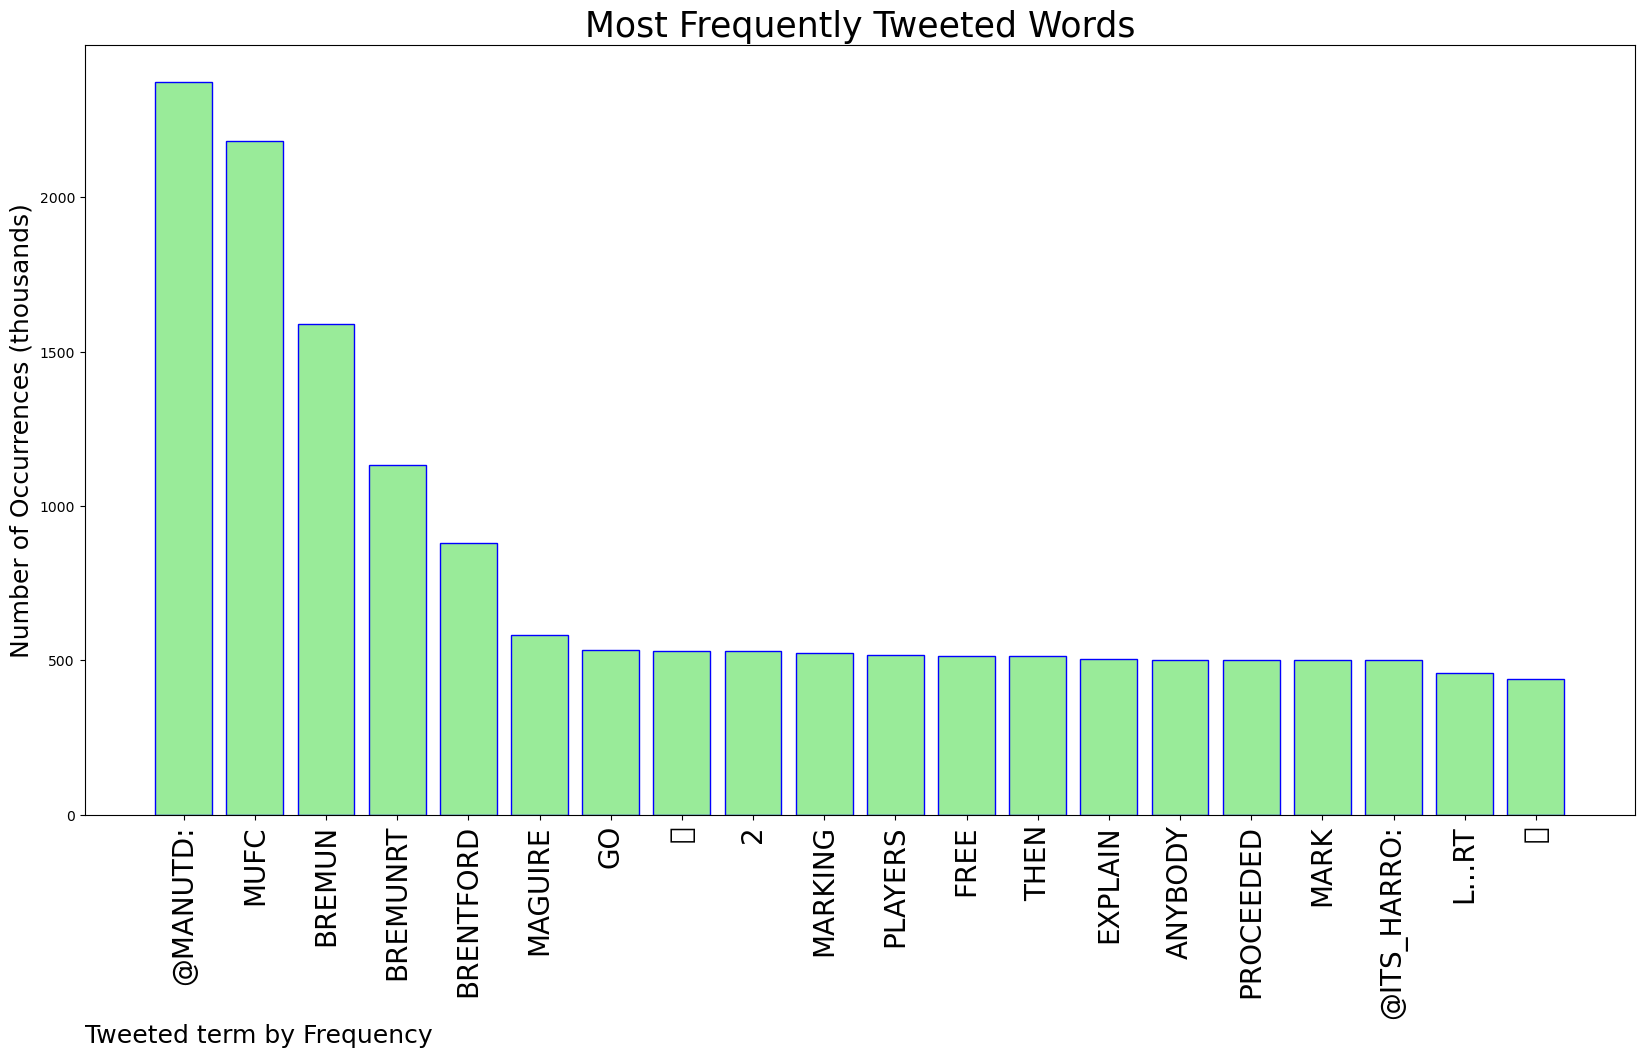 Most Frequently Tweeted Words
Number of Occurrences (thousands)
2000
1500
1000
500
0
@MANUTD:
MUFC
BREMUN
BREMUNRT
BRENTFORD
MAGUIRE
GO
2
MARKING
PLAYERS
FREE
THEN
EXPLAIN
ANYBODY
PROCEEDED
MARK
@ITS_HARRO:
L…RT
Tweeted term by Frequency